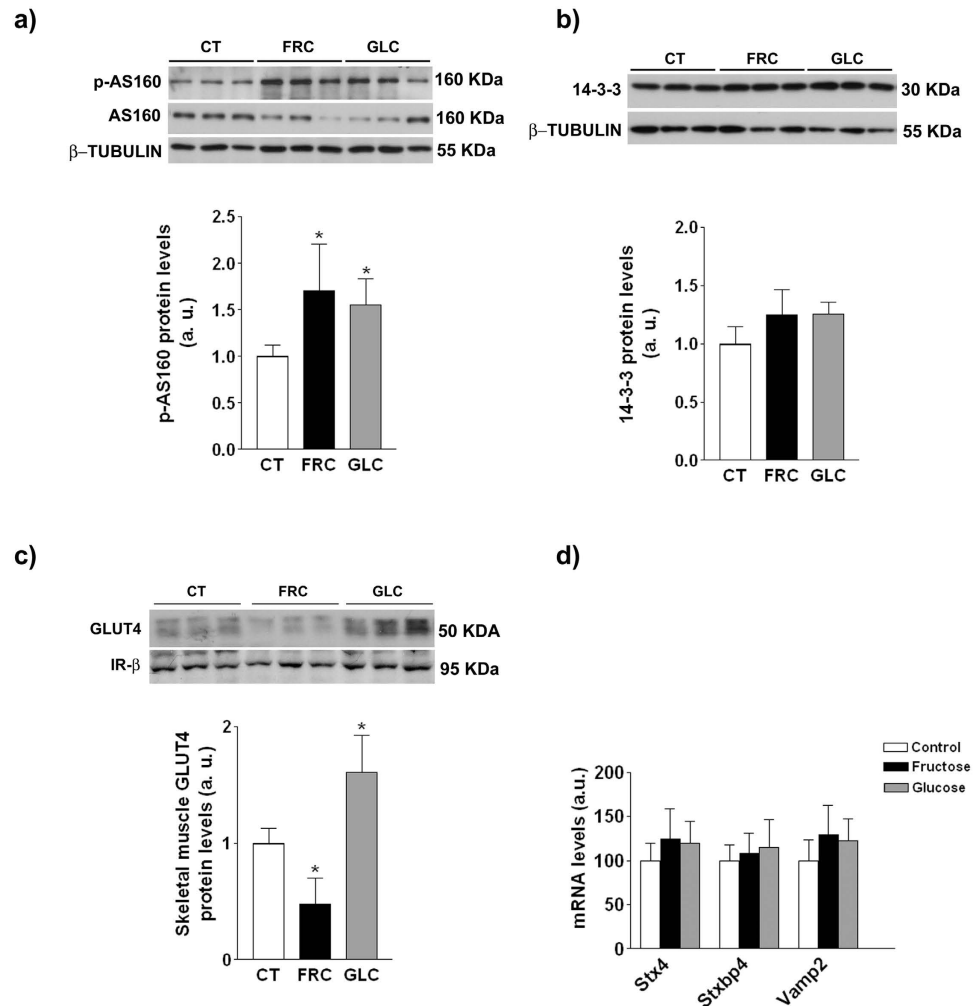 a)
CT FRC GLC
p-AS160 160 KDa
AS160 160 KDa
β–TUBULIN 55 KDa
p-AS160 protein levels
(a. u.)
2.5
2.0
1.5
1.0
0.5
0.0
* *
CT FRC GLC
b)
CT FRC GLC
14-3-3 30 KDa
β–TUBULIN 55 KDa
14-3-3 protein levels
(a. u.)
2.0
1.5
1.0
0.5
0.0
CT FRC GLC
c)
CT FRC GLC
GLUT4 50 KDA
IR-β 95 KDa
Skeletal muscle GLUT4
protein levels (a. u.)
2
1
0
* *
CT FRC GLC
d)
Control
Fructose
Glucose
mRNA levels (a.u.)
200
150
100
50
0
Stx4 Stxbp4 Vamp2